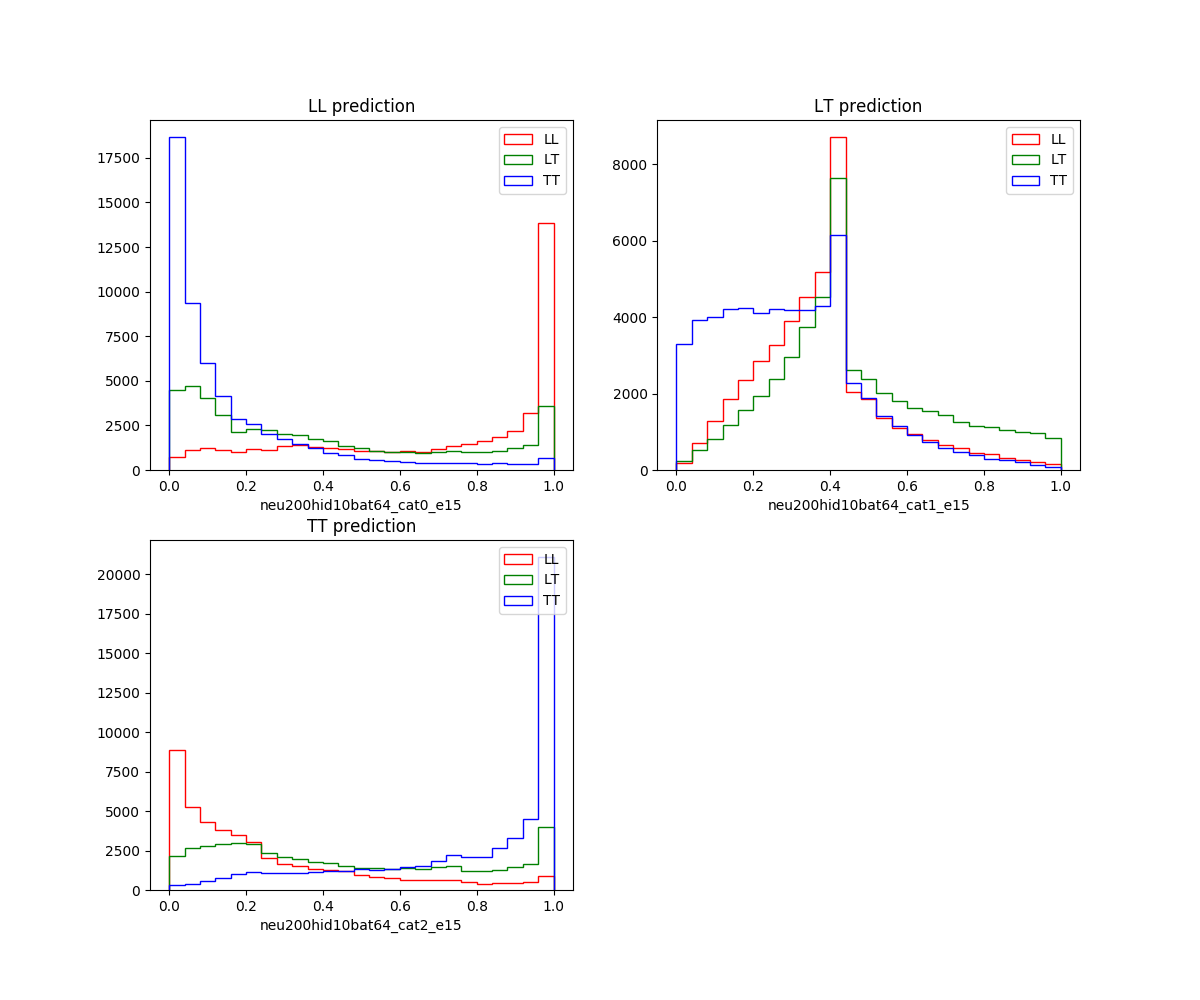 LL prediction
LL
LT
TT
17500
15000
12500
10000
7500
5000
2500
0
0.0 0.2 0.4 0.6 0.8 1.0
neu200hid10bat64_cat0_e15
LT prediction
LL
LT
TT
8000
6000
4000
2000
0
0.0 0.2 0.4 0.6 0.8 1.0
neu200hid10bat64_cat1_e15
TT prediction
LL
LT
TT
20000
17500
15000
12500
10000
7500
5000
2500
0
0.0 0.2 0.4 0.6 0.8 1.0
neu200hid10bat64_cat2_e15